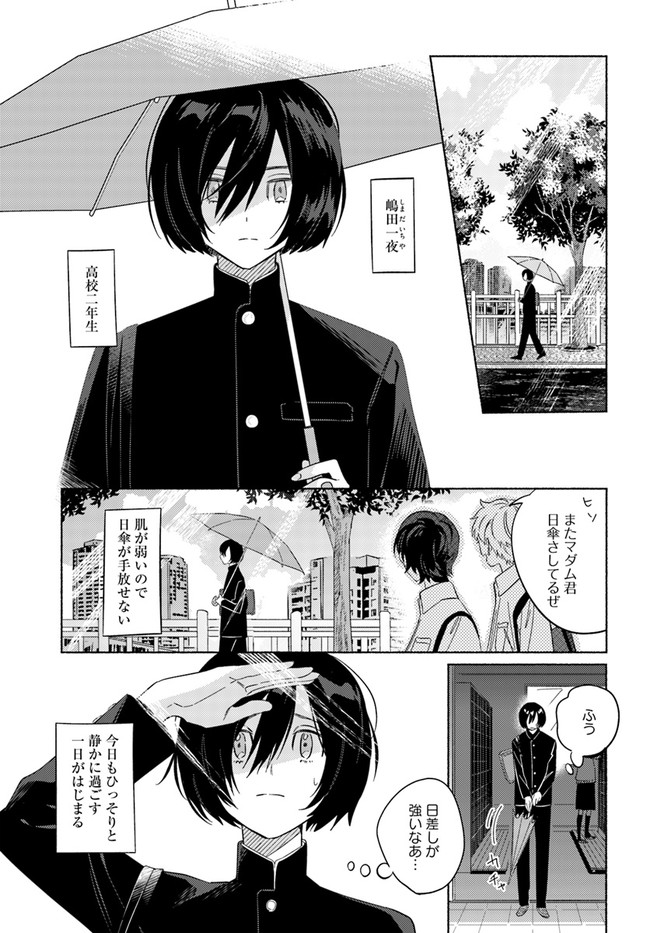 嶋田一夜
しまだいちや
高校二年生
ヒソ
またマダム君
日傘さしてるぜ
肌が弱いので
日傘が手放せない
ふう
カチャ
日差しが
強いなあ…
今日もひっそりと
静かに過ごす
一日がはじまる